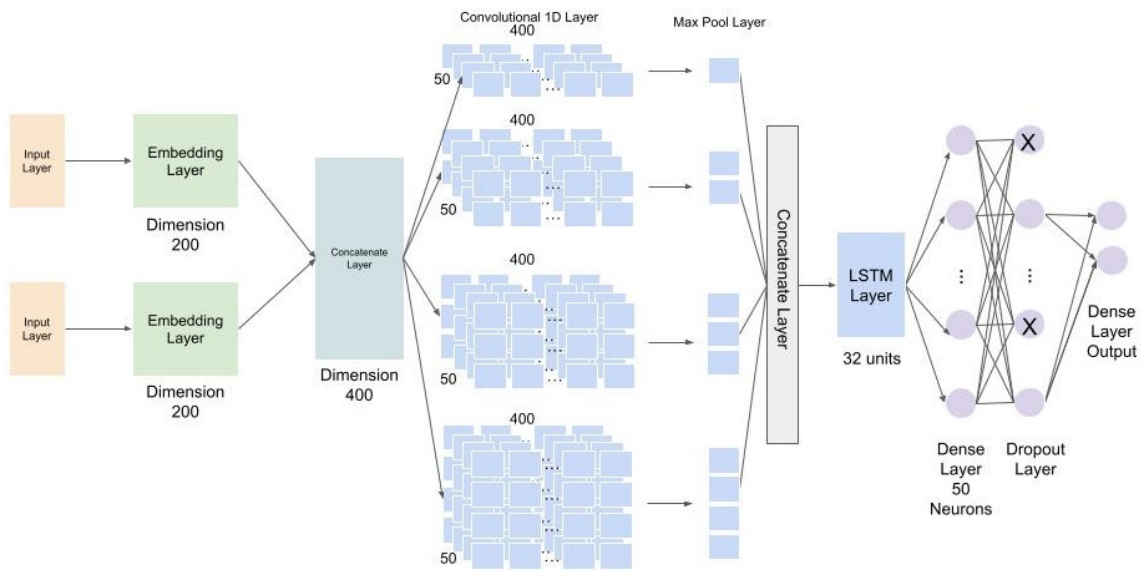 Convolutional 1D Layer
Max Pool Layer
400
50
Input
Layer
Embedding
Layer
Dimension
200
400
50
Concatenate
Layer
Dimension
400
400
50
Input
Layer
Embedding
Layer
Dimension
200
400
50
Concatenate Layer
LSTM
Layer
32 units
X
X
Dense
Layer
50
Neurons
Dropout
Layer
Dense
Layer
Output